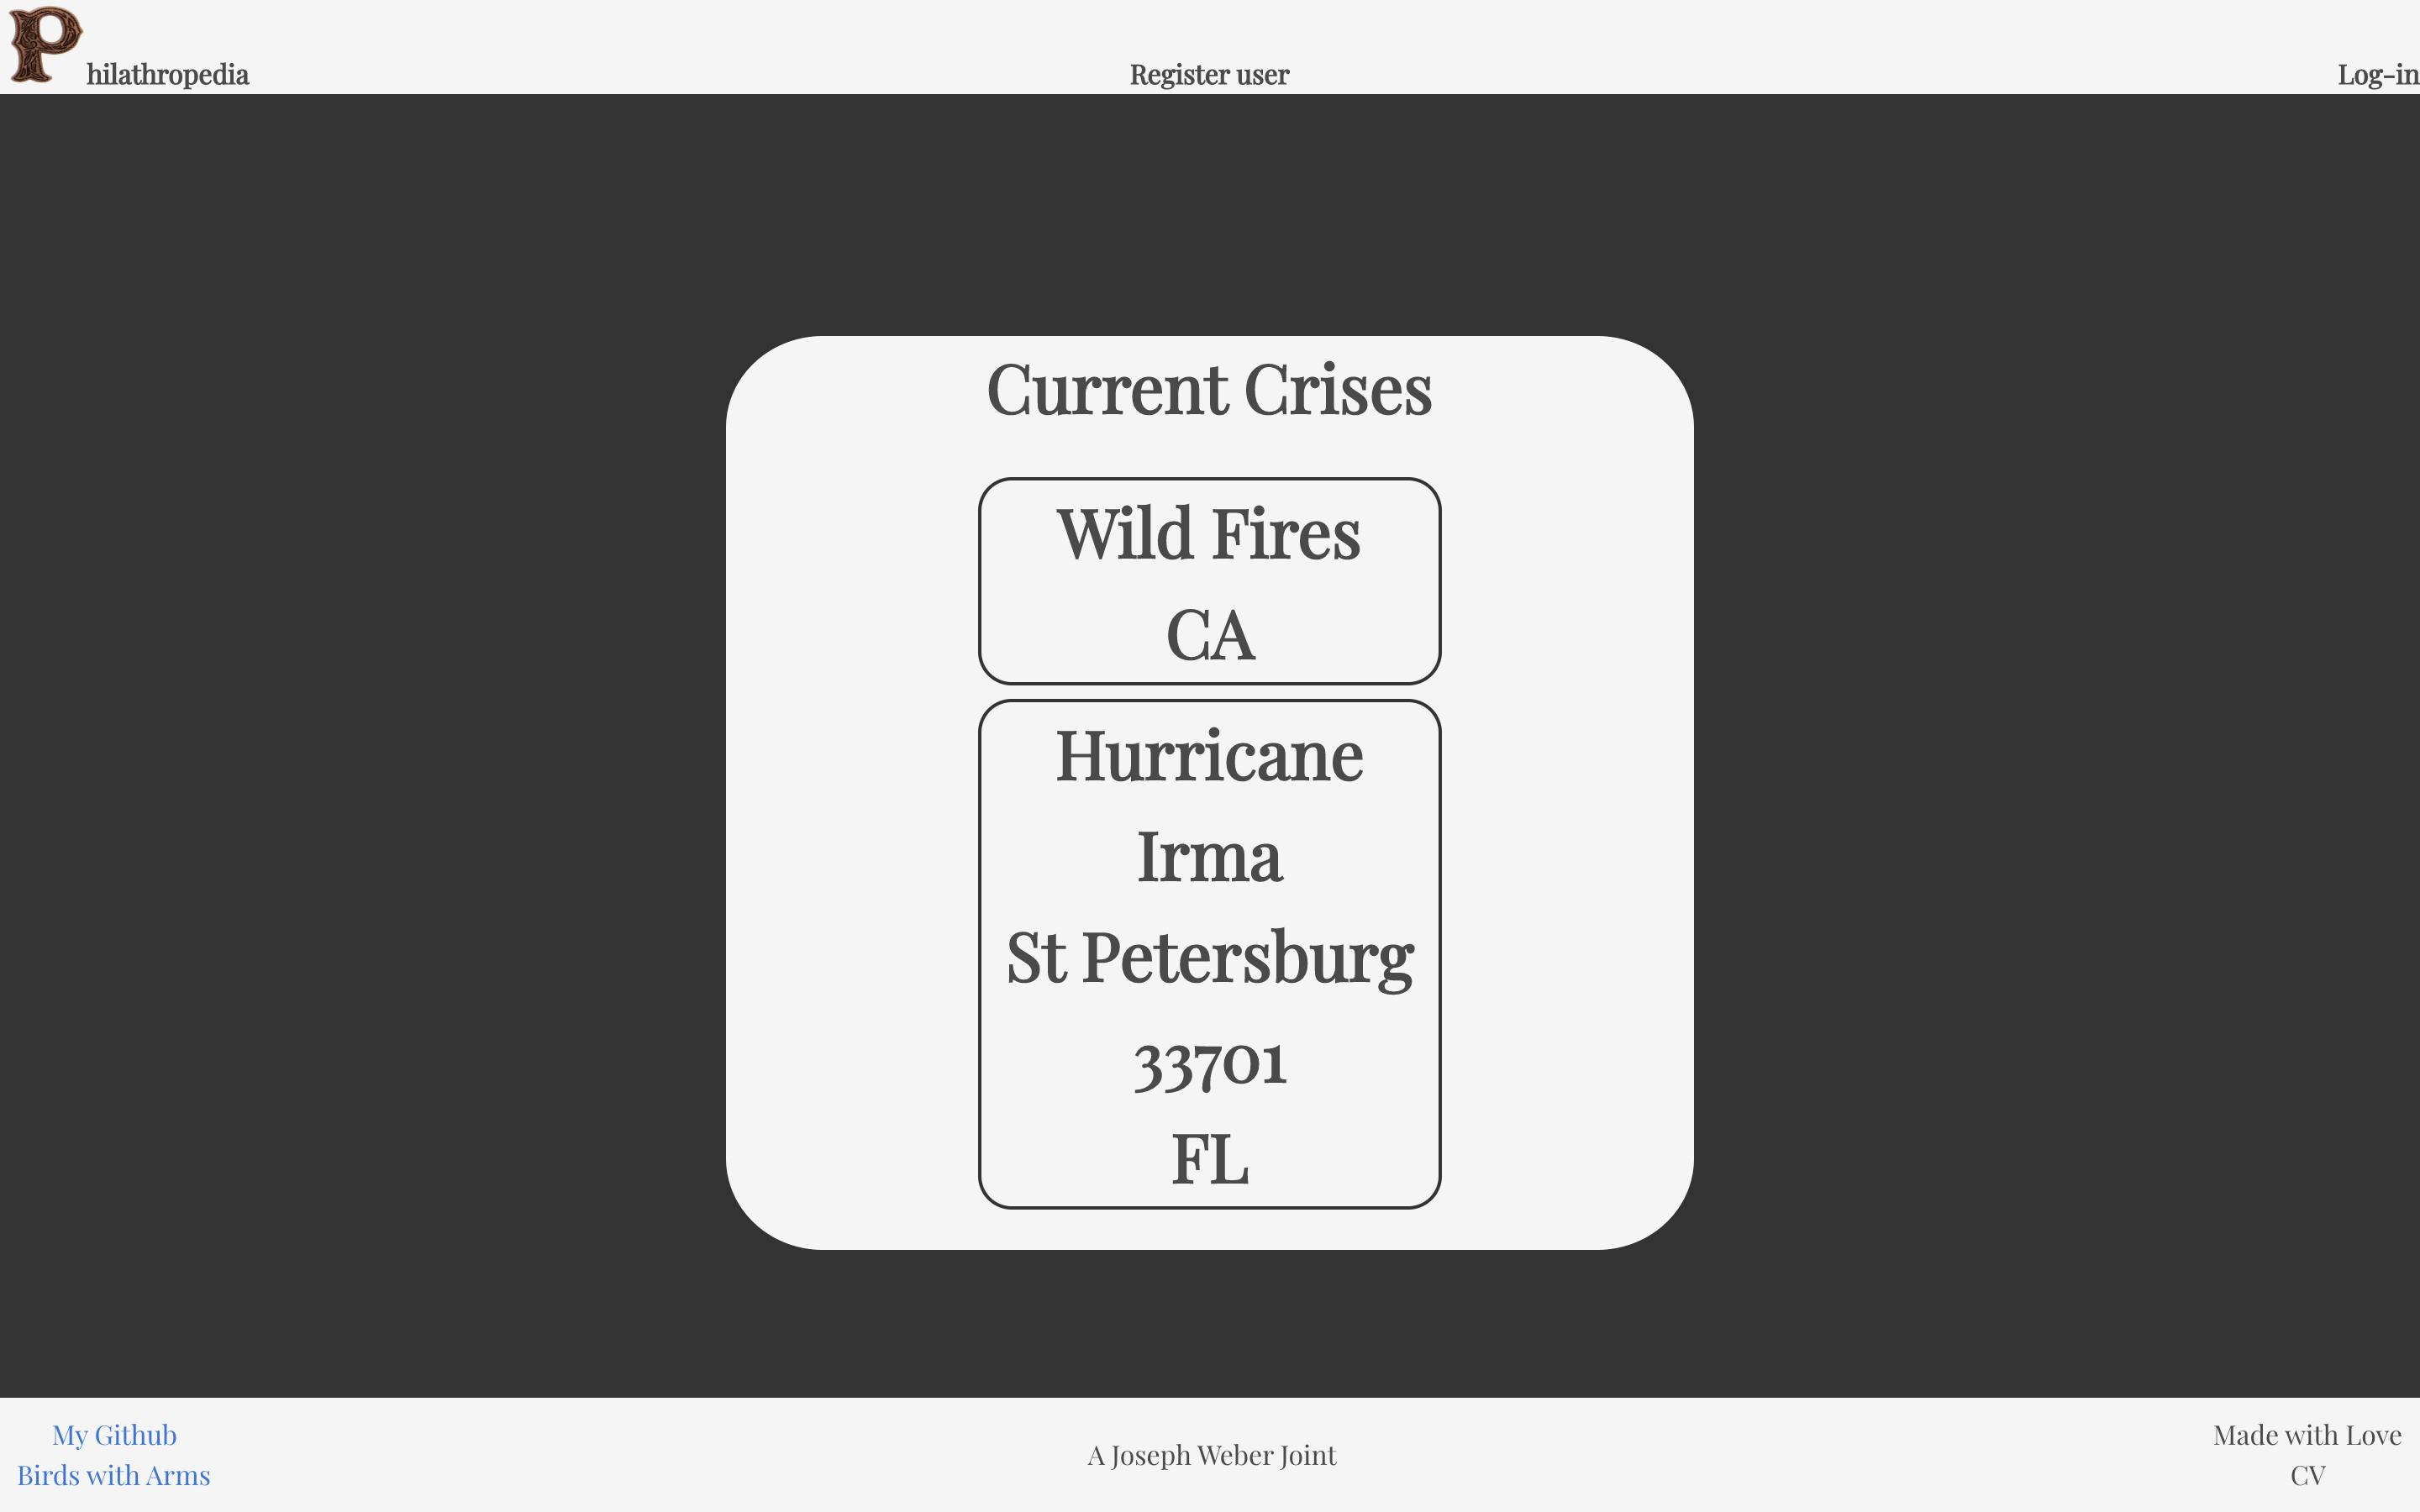 Philathropedia
Register user
Log-in
Current Crises
Wild Fires
CA
Hurricane
Irma
St Petersburg
33701
FL
My Github
Birds with Arms
A Joseph Weber Joint
Made with Love
CV